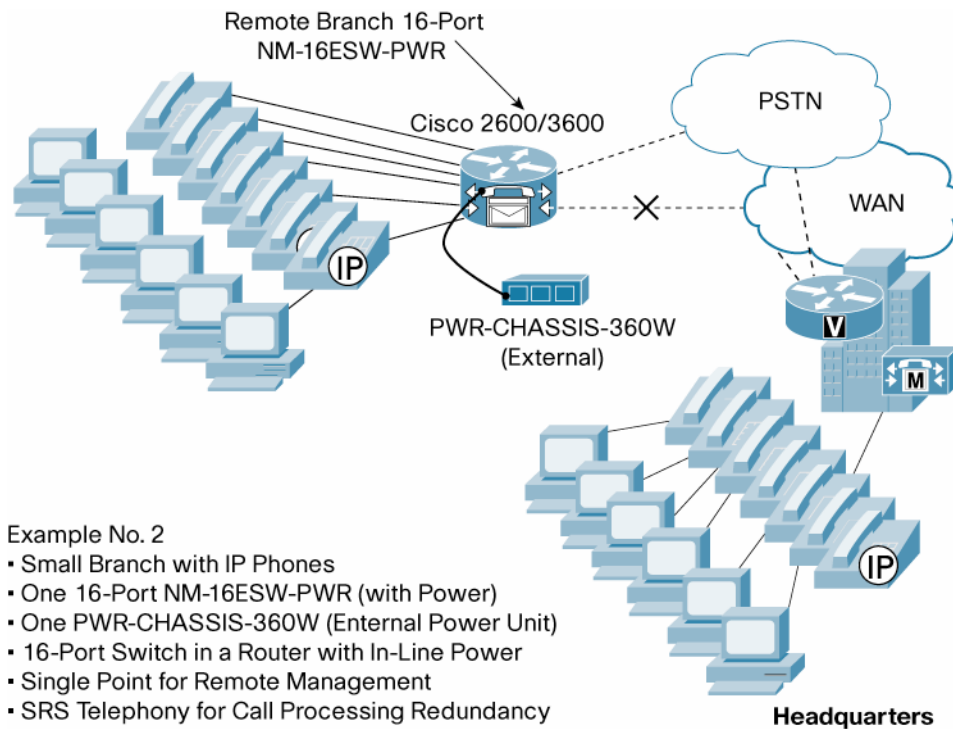 Remote Branch 16-Port
NM-16ESW-PWR
Cisco 2600/3600
PSTN
WAN
IP
PWR-CHASSIS-360W
(External)
V
M
IP
Example No. 2
▪ Small Branch with IP Phones
▪ One 16-Port NM-16ESW-PWR (with Power)
▪ One PWR-CHASSIS-360W (Enternal Power Unit)
▪ 16-Port Switch in a Router with In-Line Power
▪ Single Point for Remote Management
▪ SRS Telephony for Call Processing Redundancy
Headquarters